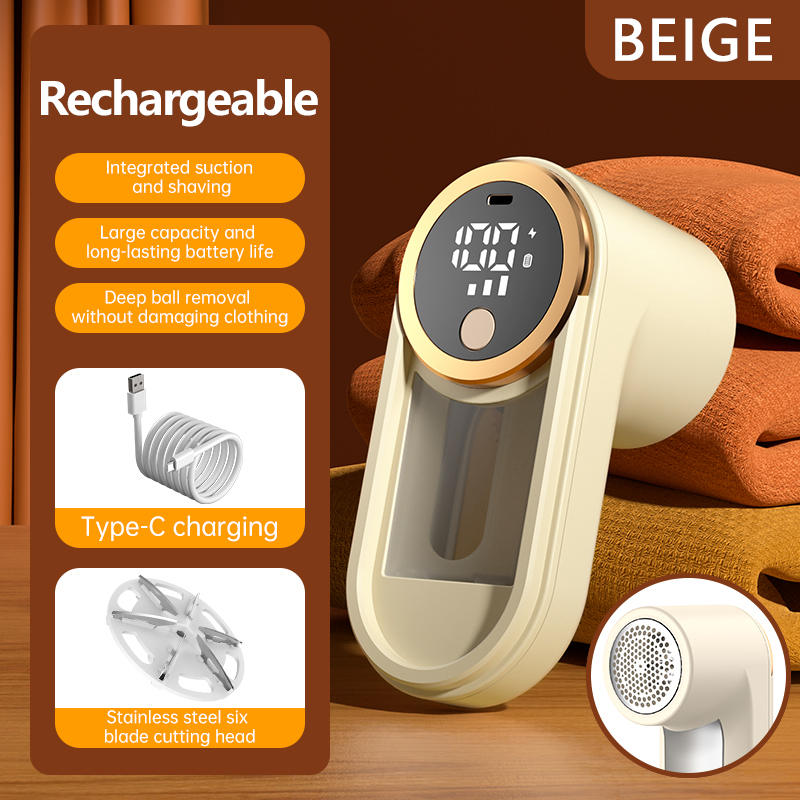 BEIGE
Rechargeable
Integrated suction
and shaving
Large capacity and
long-lasting battery life
Deep ball removal
without damaging clothing
Type-C charging
Stainless steel six
blade cutting head
100